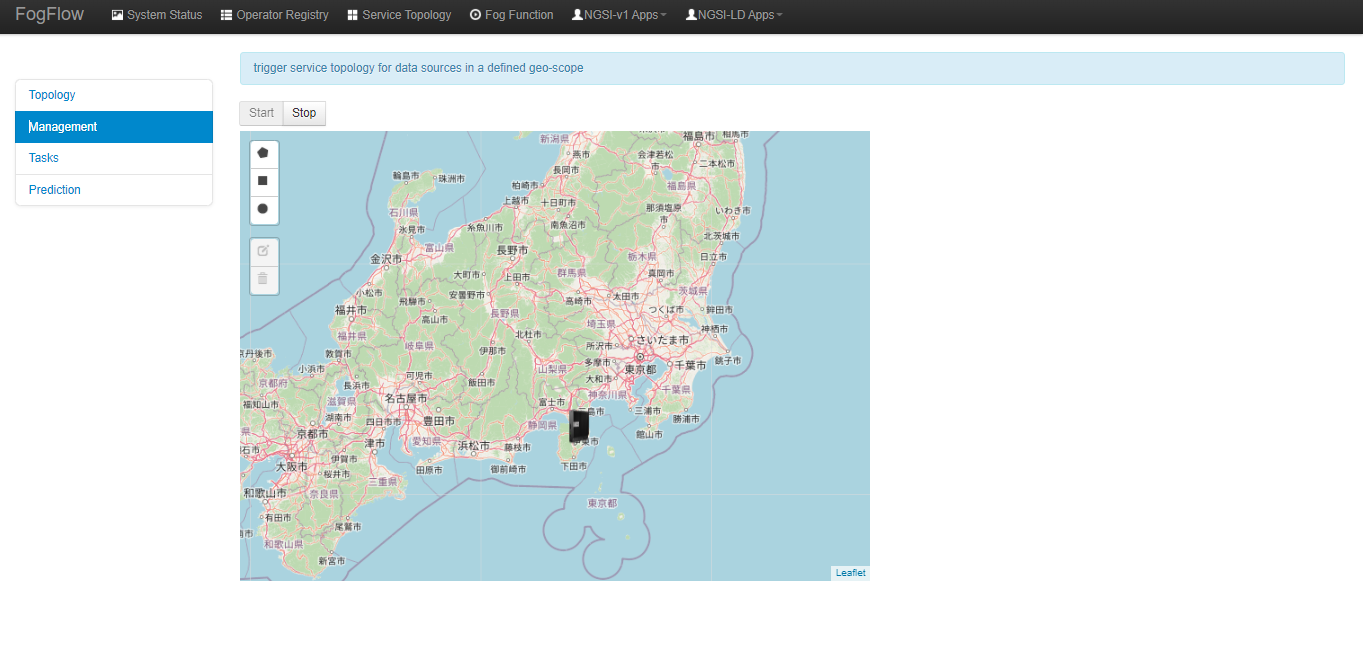 FogFlow System Status Operator Registry Service Topology Fog Function NGSI-v1 Apps NGSI-LD Apps
trigger service topology for data sources in a defined geo-scope
Topology
Management
Tasks
Prediction
Start Stop
新潟県
福島市
相馬市
燕市
会津若松市
二本松市
長岡市
輪島市
珠洲市
柏崎市
福島県
上越市
十日町市
那須塩原市
いわき市
石川県
氷見市
糸魚川市
南魚沼市
北茨城市
富山県
長野市
栃木県
日立市
金沢市
大町市
上田市
群馬県
真岡市
小松市
飛騨市
安曇野市
高崎市
太田市
茨城県
福井市
高山市
長野県
つくば市
鉾田市
埼玉県
神栖市
福井県
北杜市
さいたま市
岐阜県
伊那市
所沢市
京丹後市
敦賀市
多摩市
銚子市
小浜市
山梨県
東京都
千葉市
京都府
長浜市
可児市
飯田市
大和市
千葉県
福知山市
滋賀県
名古屋市
富士市
神奈川県
湖南市
四日市市
豊田市
静岡県
三島市
三浦市
勝浦市
京都市
津市
愛知県
浜松市
藤枝市
伊東市
館山市
大阪市
伊賀市
田原市
御前崎市
下田市
桜井市
三重県
和歌山市
奈良県
東京都
有田市
尾鷲市
和歌山県
新宮市
Leaflet